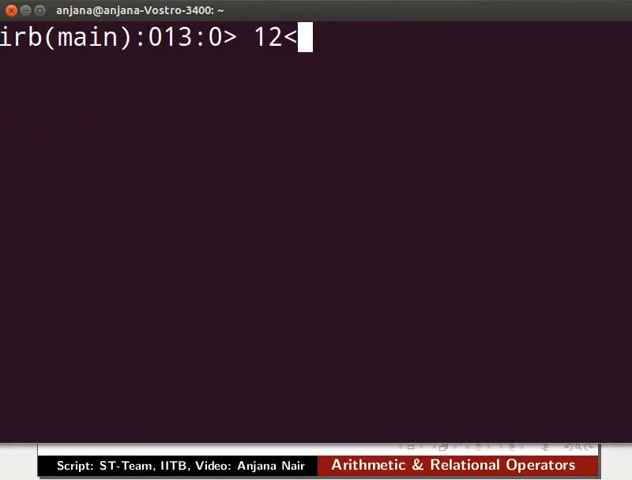 anjana@anjana-Vostro-3400: ~
irb(main):013:0> 12<
Script: ST-Team, IITB, Video: Anjana Nair
Arithmetic & Relational Operators